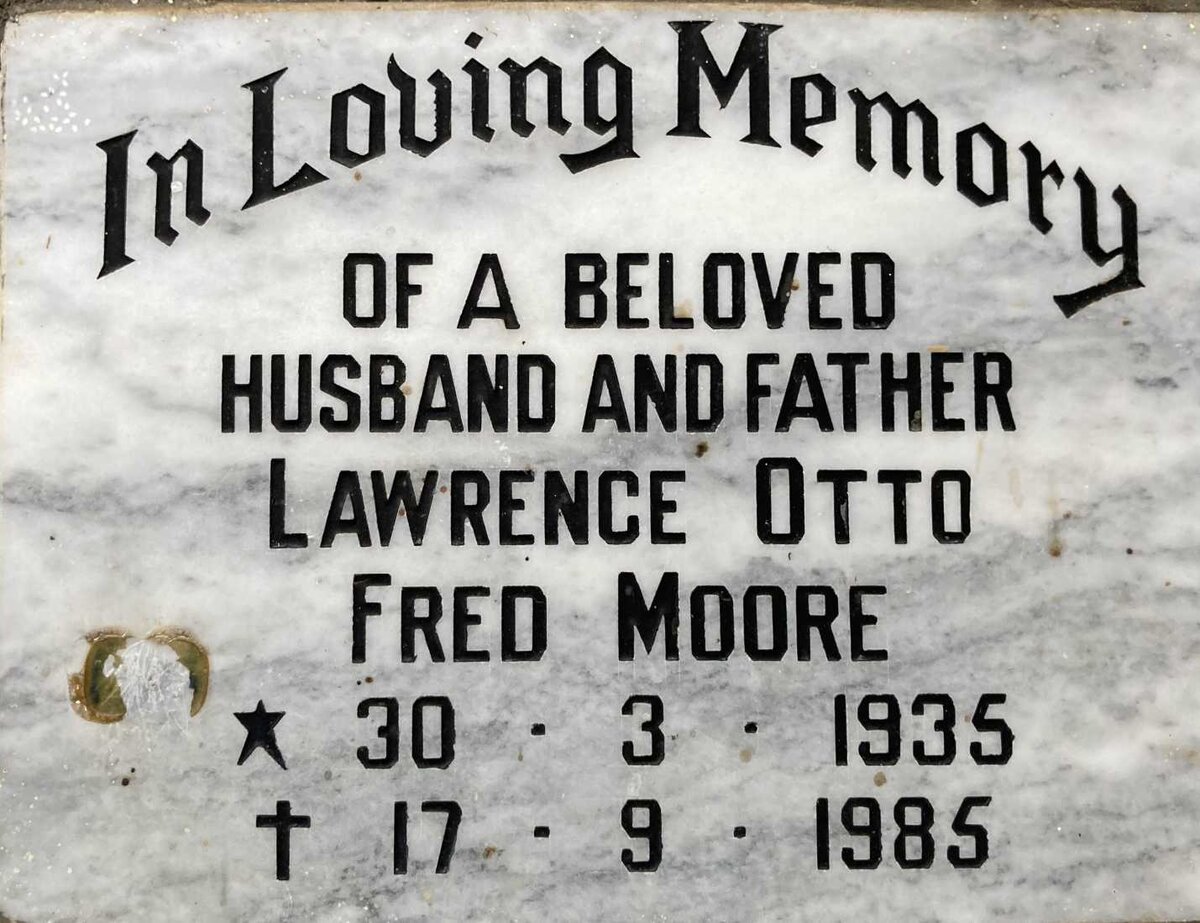 In Loving Memory
OF A BELOVED
HUSBAND AND FATHER
LAWRENCE OTTO
FRED MOORE
★ 30 · 3 · 1935
✝ 17 · 9 · 1985